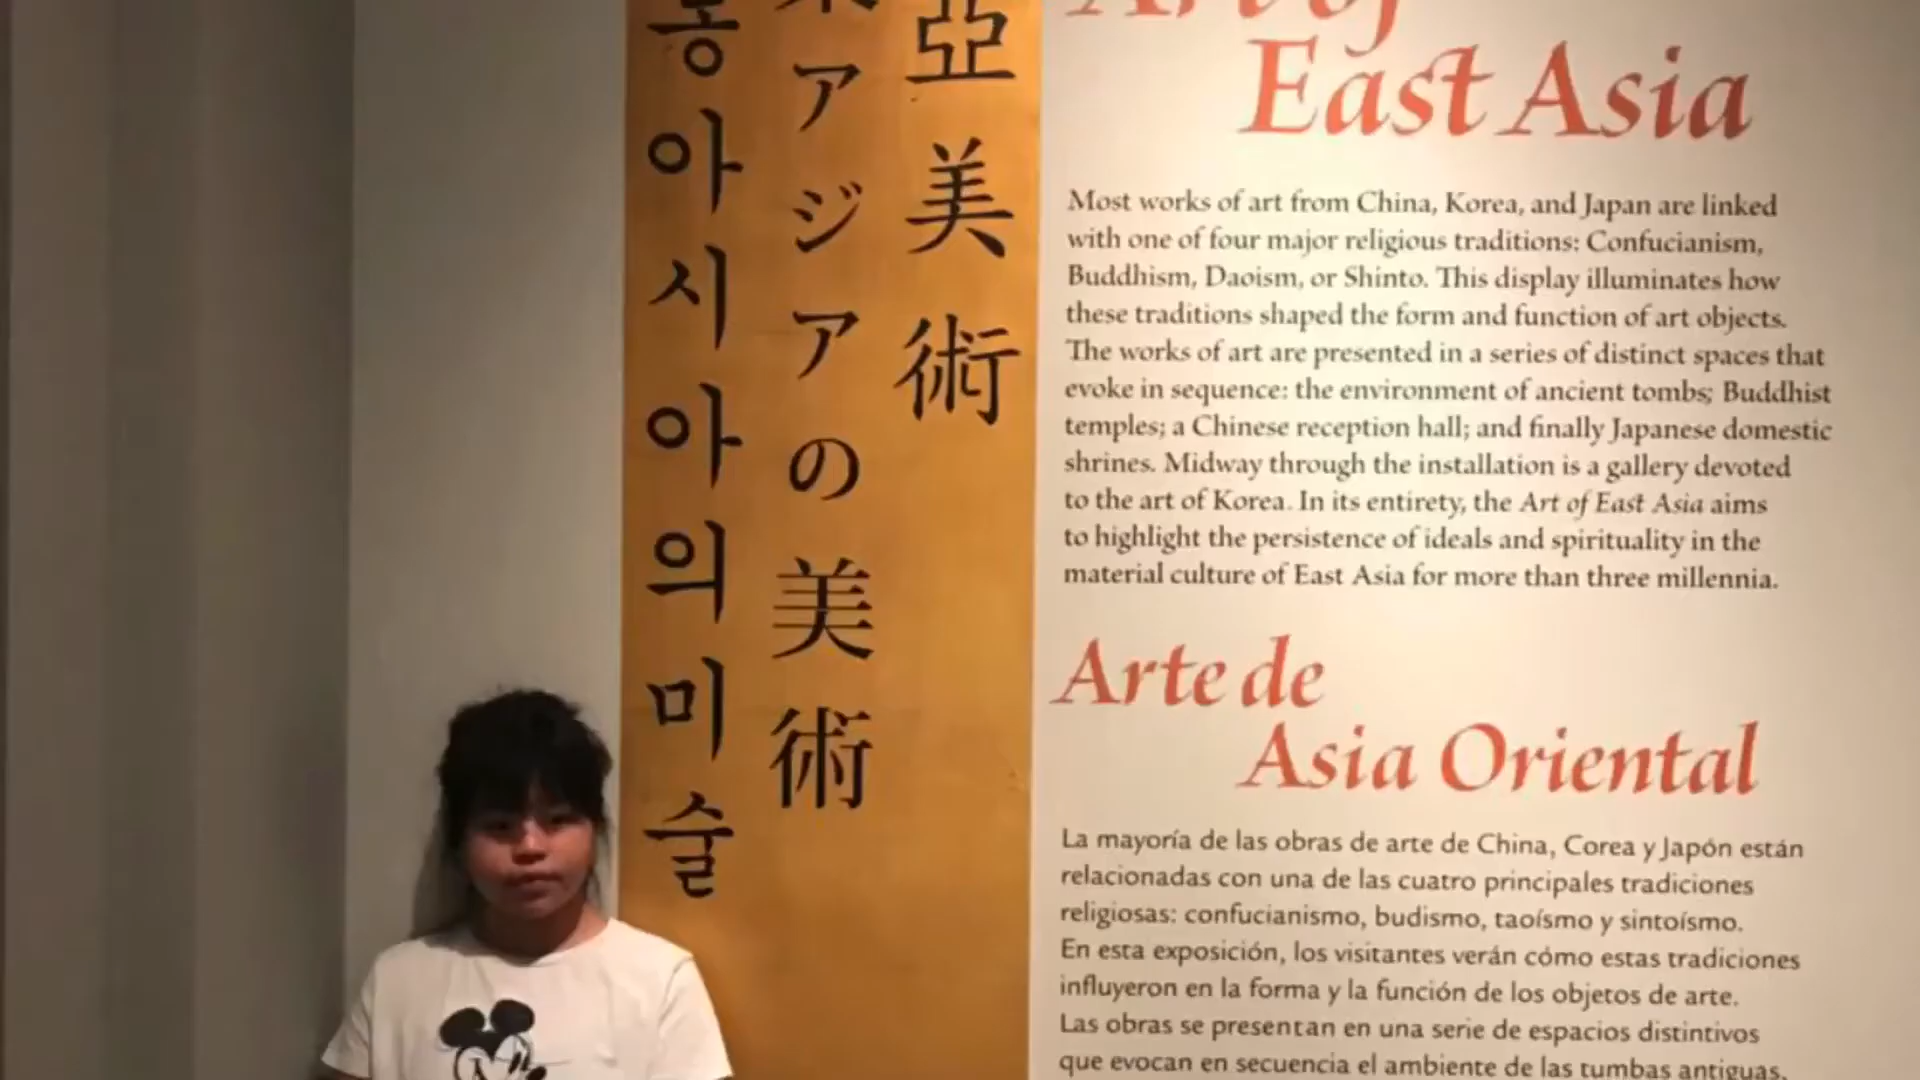 동아시아의미술
アジアの美術
亞美術
Art of
East Asia
Most works of art from China, Korea, and Japan are linked
with one of four major religious traditions: Confucianism,
Buddhism, Daoism, or Shinto. This display illuminates how
these traditions shaped the form and function of art objects.
The works of art are presented in a series of distinct spaces that
evoke in sequence: the environment of ancient tombs; Buddhist
temples; a Chinese reception hall; and finally Japanese domestic
shrines. Midway through the installation is a gallery devoted
to the art of Korea. In its entirety, the Art of East Asia aims
to highlight the persistence of ideals and spirituality in the
material culture of East Asia for more than three millennia.
Arte de
Asia Oriental
La mayoría de las obras de arte de China, Corea y Japón están
relacionadas con una de las cuatro principales tradiciones
religiosas: confucianismo, budismo, taoísmo y sintoísmo.
En esta exposición, los visitantes verán cómo estas tradiciones
influyeron en la forma y la función de los objetos de arte.
Las obras se presentan en una serie de espacios distintivos
que evocan en secuencia el ambiente de las tumbas antiguas,